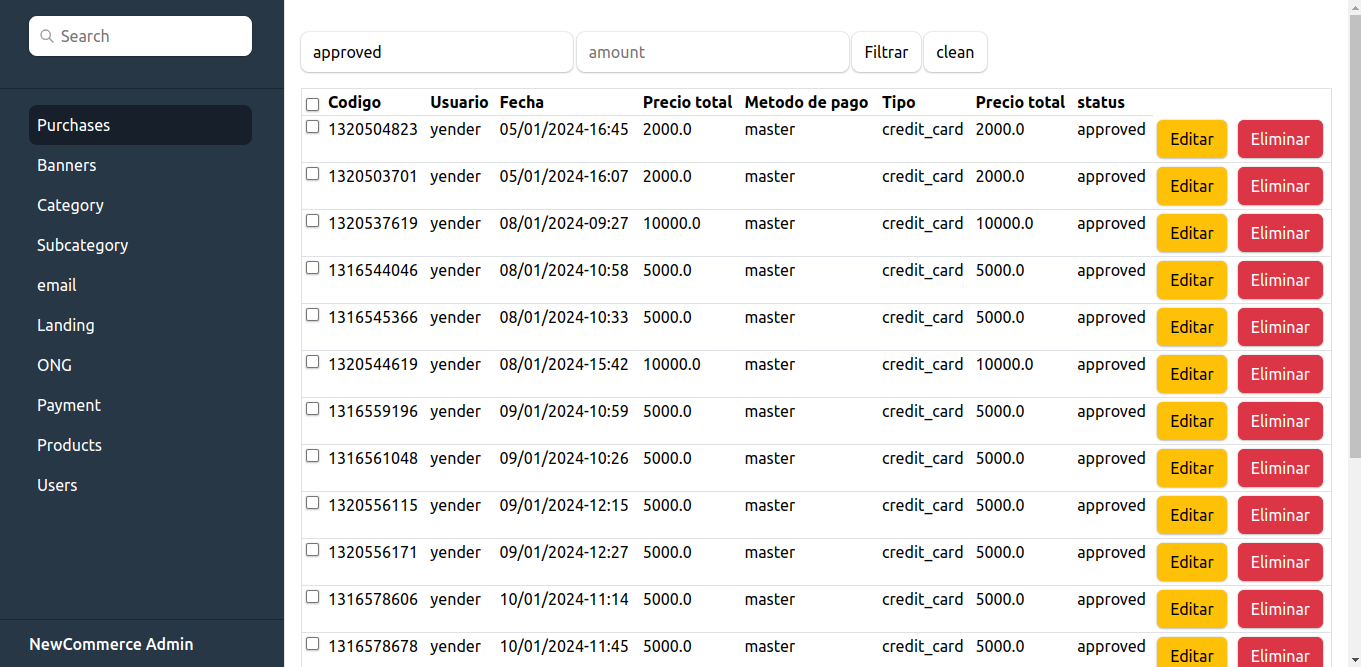 Search
Purchases
Banners
Category
Subcategory
email
Landing
ONG
Payment
Products
Users
NewCommerce Admin
approved amount Filtrar clean
Codigo Usuario Fecha Precio total Metodo de pago Tipo Precio total status
1320504823 yender 05/01/2024-16:45 2000.0 master credit_card 2000.0 approved Editar Eliminar
1320503701 yender 05/01/2024-16:07 2000.0 master credit_card 2000.0 approved Editar Eliminar
1320537619 yender 08/01/2024-09:27 10000.0 master credit_card 10000.0 approved Editar Eliminar
1316544046 yender 08/01/2024-10:58 5000.0 master credit_card 5000.0 approved Editar Eliminar
1316545366 yender 08/01/2024-10:33 5000.0 master credit_card 5000.0 approved Editar Eliminar
1320544619 yender 08/01/2024-15:42 10000.0 master credit_card 10000.0 approved Editar Eliminar
1316559196 yender 09/01/2024-10:59 5000.0 master credit_card 5000.0 approved Editar Eliminar
1316561048 yender 09/01/2024-10:26 5000.0 master credit_card 5000.0 approved Editar Eliminar
1320556115 yender 09/01/2024-12:15 5000.0 master credit_card 5000.0 approved Editar Eliminar
1320556171 yender 09/01/2024-12:27 5000.0 master credit_card 5000.0 approved Editar Eliminar
1316578606 yender 10/01/2024-11:14 5000.0 master credit_card 5000.0 approved Editar Eliminar
1316578678 yender 10/01/2024-11:45 5000.0 master credit_card 5000.0 approved Editar Eliminar